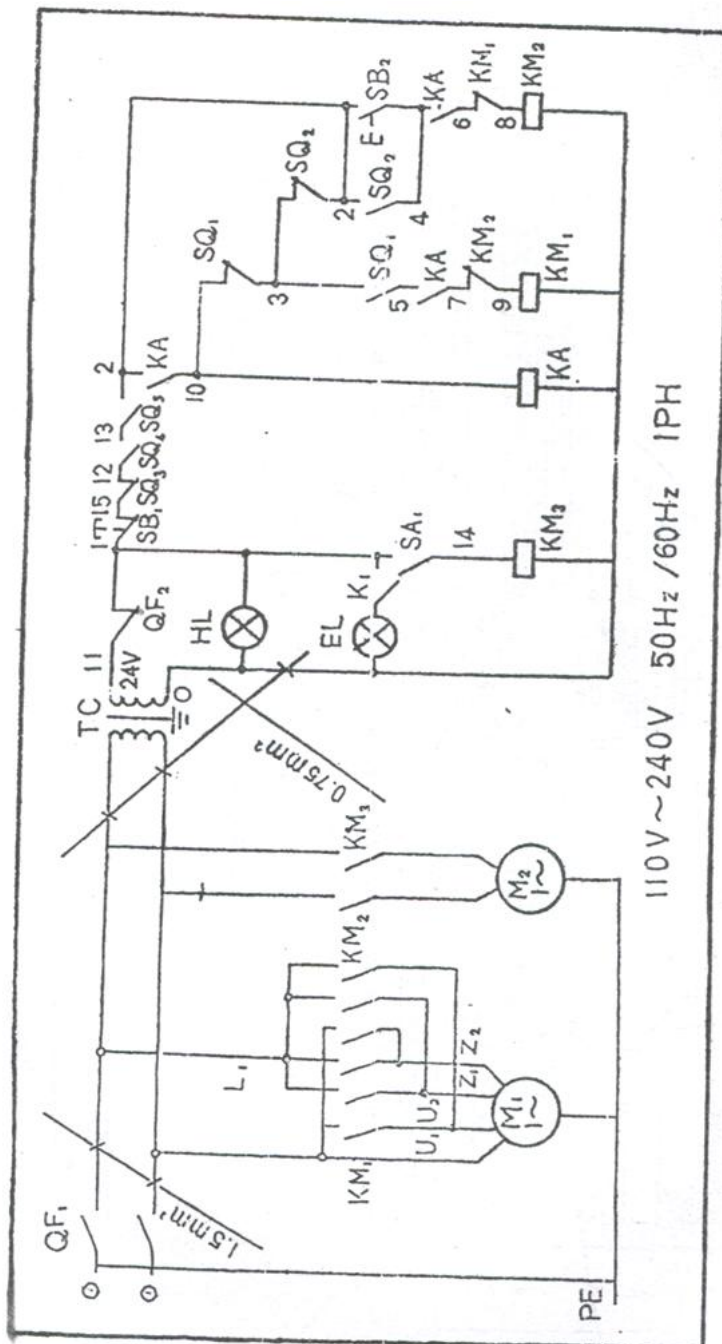 QF₁
1.5mm²
L₁
KM₁
KM₂
U₁ U₂ Z₁ Z₂
M₁
1~
PE
KM₃
M₂
1~
0.75mm²
TC
11
24V
0
QF₂
HL
EL
K₁
SA₁
14
KM₃
1 15 12 13 2
SB₁ SQ₃ SQ₄ SQ₅
KA
10
KA
SQ₁
3
SQ₂
2
SQ₁
5
KA
7
KM₂
9
KM₁
SQ₂
4
E
SB₂
KA
6
KM₁
8
KM₂
110V~240V 50Hz/60Hz 1PH